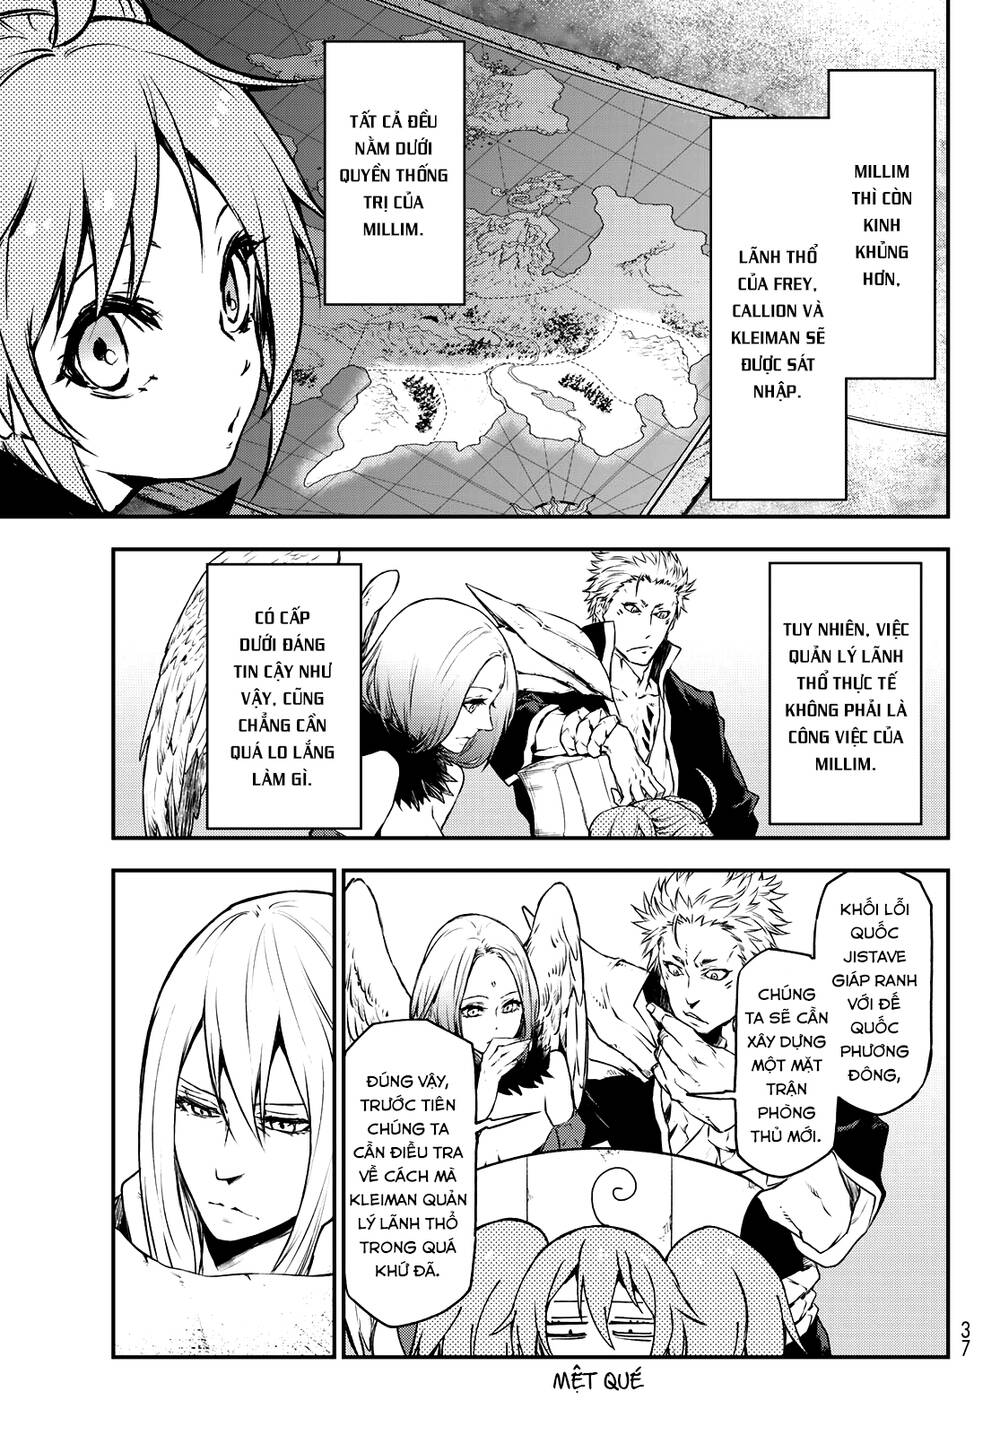 MILLIM
THÌ CÒN
KINH
KHỦNG
HƠN,
LÃNH THỔ
CỦA FREY,
CALLION VÀ
KLEIMAN SẼ
ĐƯỢC SÁT
NHẬP.
TẤT CẢ ĐỀU
NẰM DƯỚI
QUYỀN THỐNG
TRỊ CỦA
MILLIM.
TUY NHIÊN, VIỆC
QUẢN LÝ LÃNH
THỔ THỰC TẾ
KHÔNG PHẢI LÀ
CÔNG VIỆC CỦA
MILLIM.
CÓ CẤP
DƯỚI ĐÁNG
TIN CẬY NHƯ
VẬY, CŨNG
CHẲNG CẦN
QUÁ LO LẮNG
LÀM GÌ.
KHỐI LỖI
QUỐC
JISTAVE
GIÁP RANH
VỚI ĐẾ
QUỐC
PHƯƠNG
ĐÔNG,
CHÚNG
TA SẼ CẦN
XÂY DỰNG
MỘT MẶT
TRẬN
PHÒNG
THỦ MỚI.
ĐÚNG VẬY,
TRƯỚC TIÊN
CHÚNG TA
CẦN ĐIỀU TRA
VỀ CÁCH MÀ
KLEIMAN QUẢN
LÝ LÃNH THỔ
TRONG QUÁ
KHỨ ĐÃ.
MỆT QUÉ
37